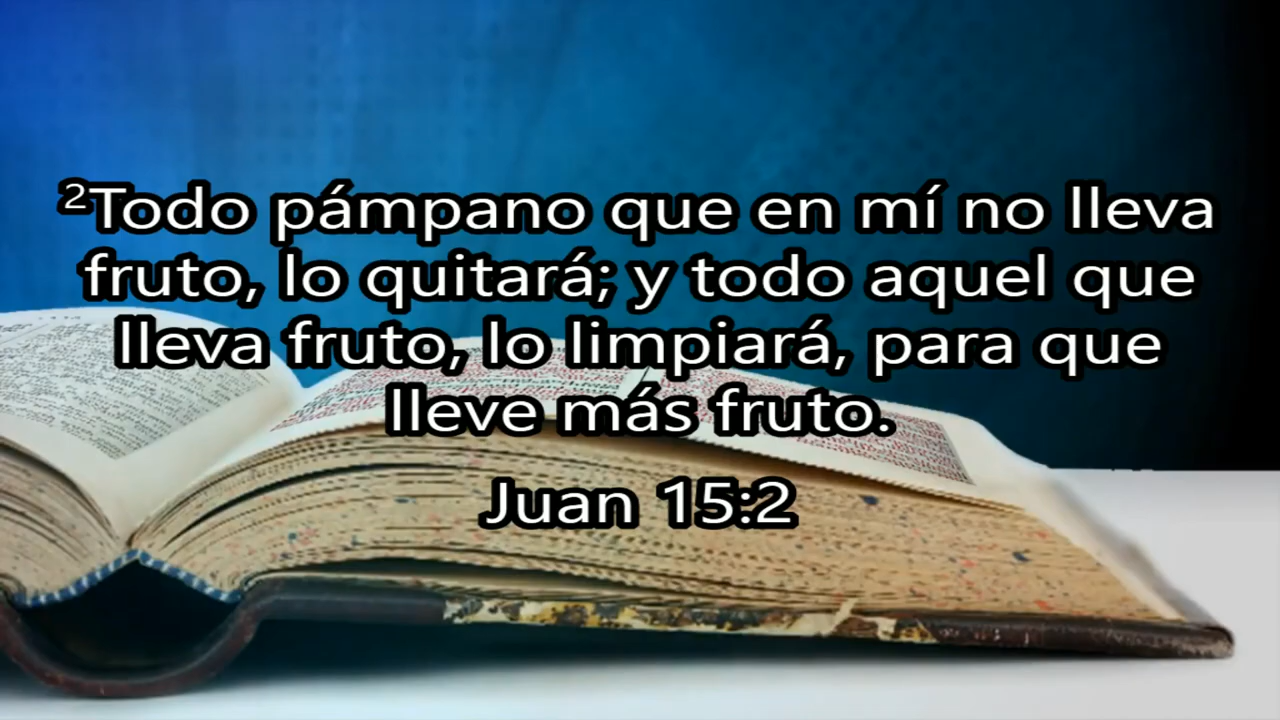 ²Todo pámpano que en mí no lleva
fruto, lo quitará; y todo aquel que
lleva fruto, lo limpiará, para que
lleve más fruto.
Juan 15:2